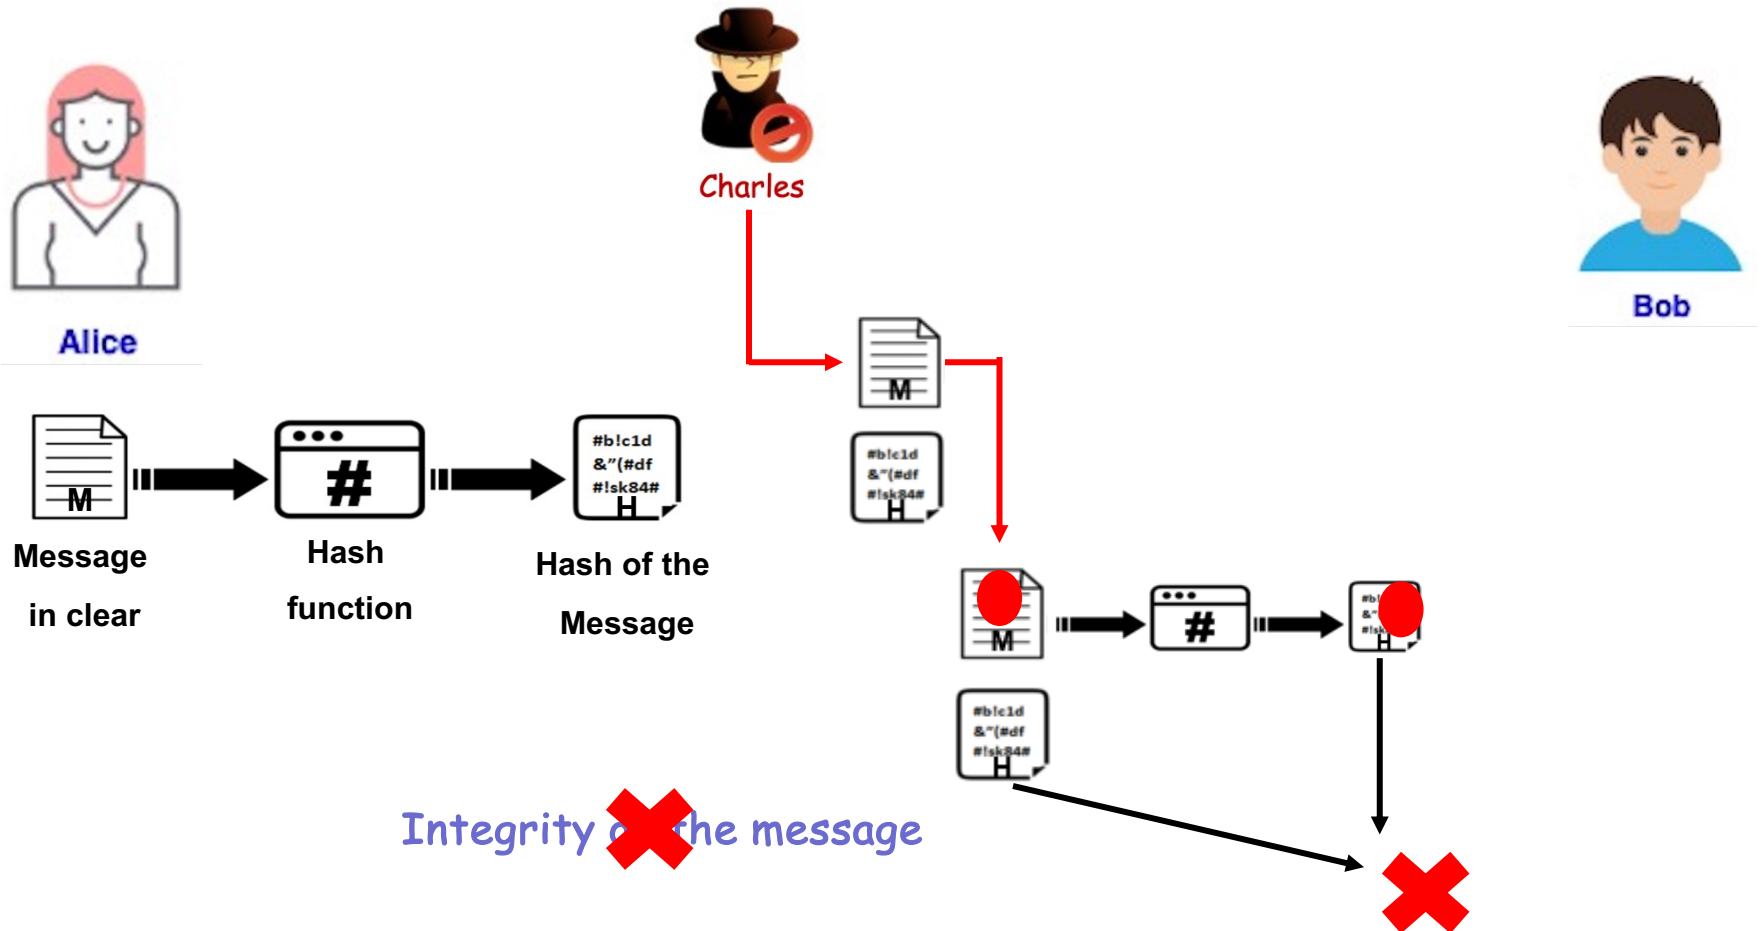 Charles
Alice
Bob
M
#b!c1d
&"(#df
#!sk84#
H
#
Message
in clear
Hash
function
Hash of the
Message
M
#b!c1d
&"(#df
#!sk84#
H
M
#
#b!
&"
#!sk
H
#b!c1d
&"(#df
#!sk84#
H
Integrity the message